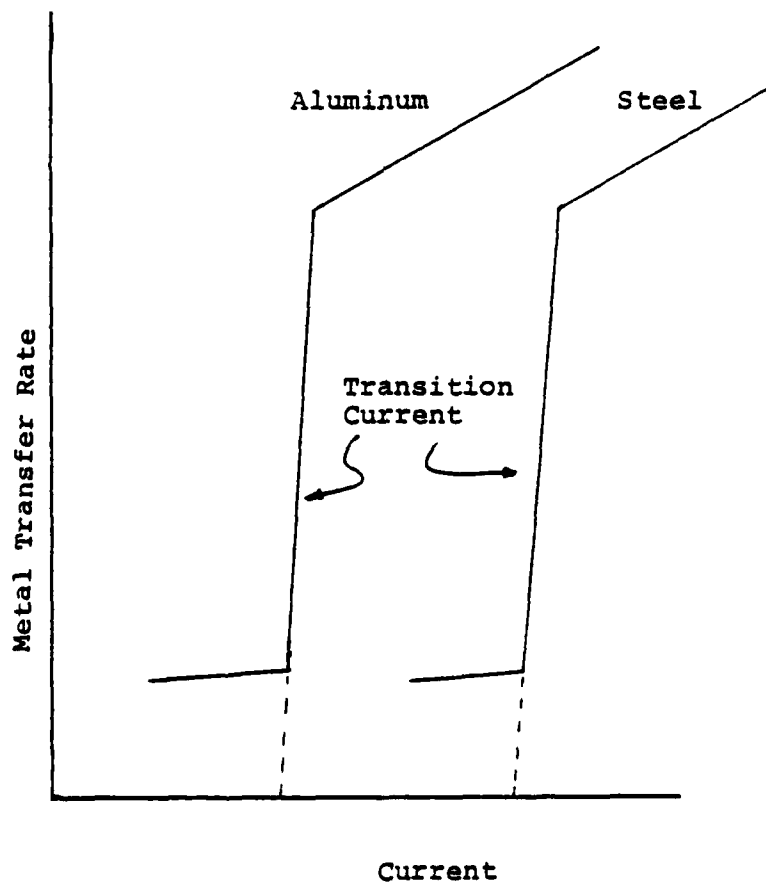 Aluminum
Steel
Transition
Current
Metal Transfer Rate
Current